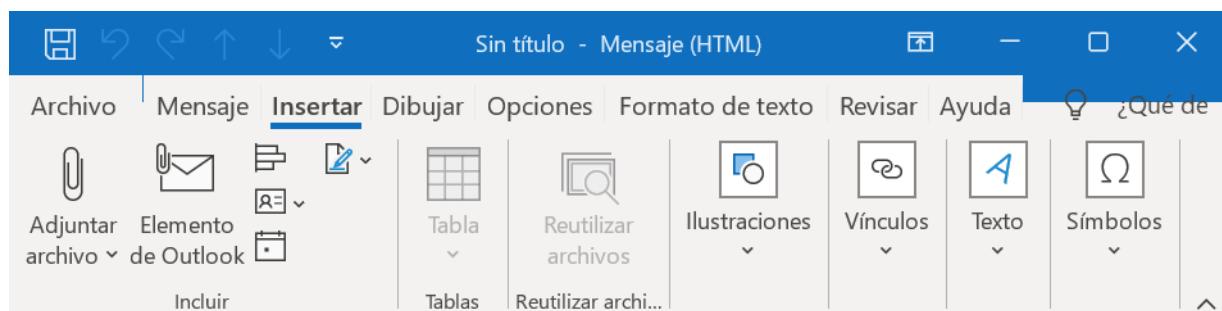 Sin título - Mensaje (HTML)
Archivo Mensaje Insertar Dibujar Opciones Formato de texto Revisar Ayuda ¿Qué de
Adjuntar archivo
Elemento de Outlook
Tabla
Reutilizar archivos
Ilustraciones
Vínculos
Texto
Símbolos
Incluir Tablas Reutilizar archi...